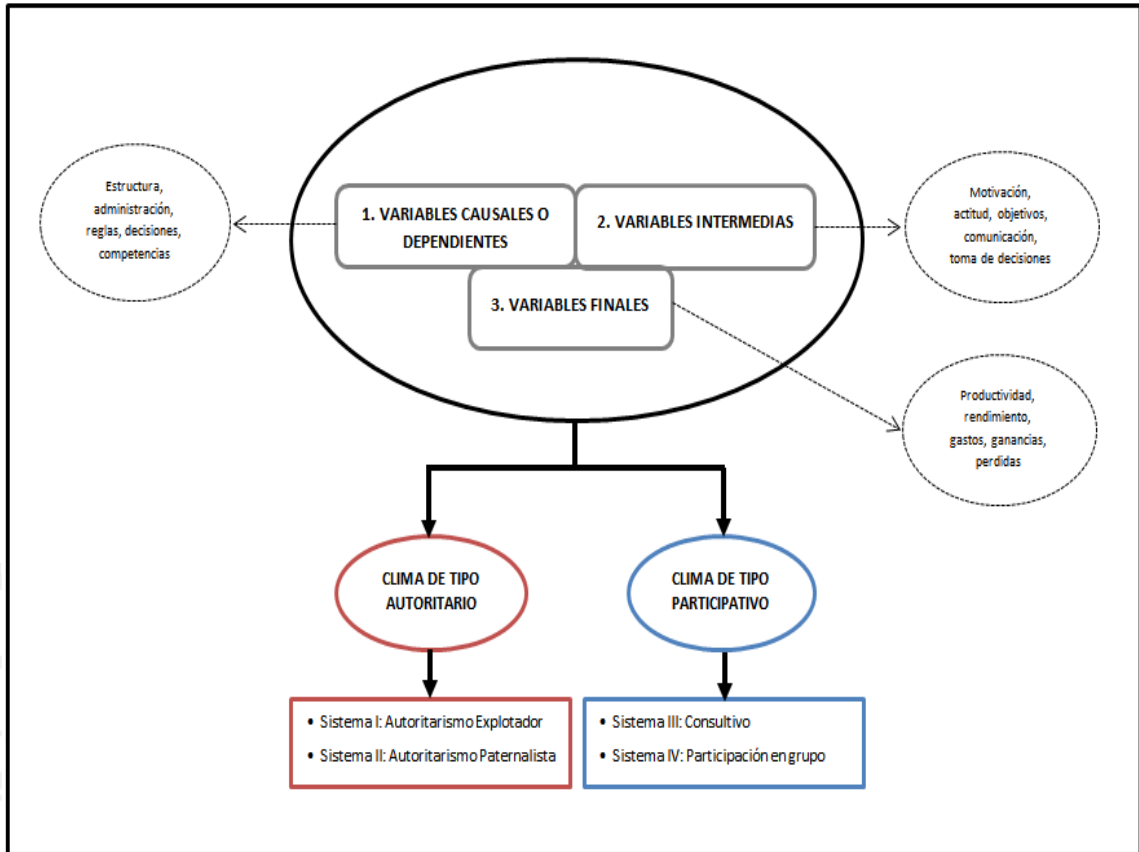 Estructura,
administración,
reglas, decisiones,
competencias
1. VARIABLES CAUSALES O
DEPENDIENTES
2. VARIABLES INTERMEDIAS
3. VARIABLES FINALES
Motivación,
actitud, objetivos,
comunicación,
toma de decisiones
Productividad,
rendimiento,
gastos, ganancias,
perdidas
CLIMA DE TIPO
AUTORITARIO
CLIMA DE TIPO
PARTICIPATIVO
• Sistema I: Autoritarismo Explotador
• Sistema II: Autoritarismo Paternalista
• Sistema III: Consultivo
• Sistema IV: Participación en grupo